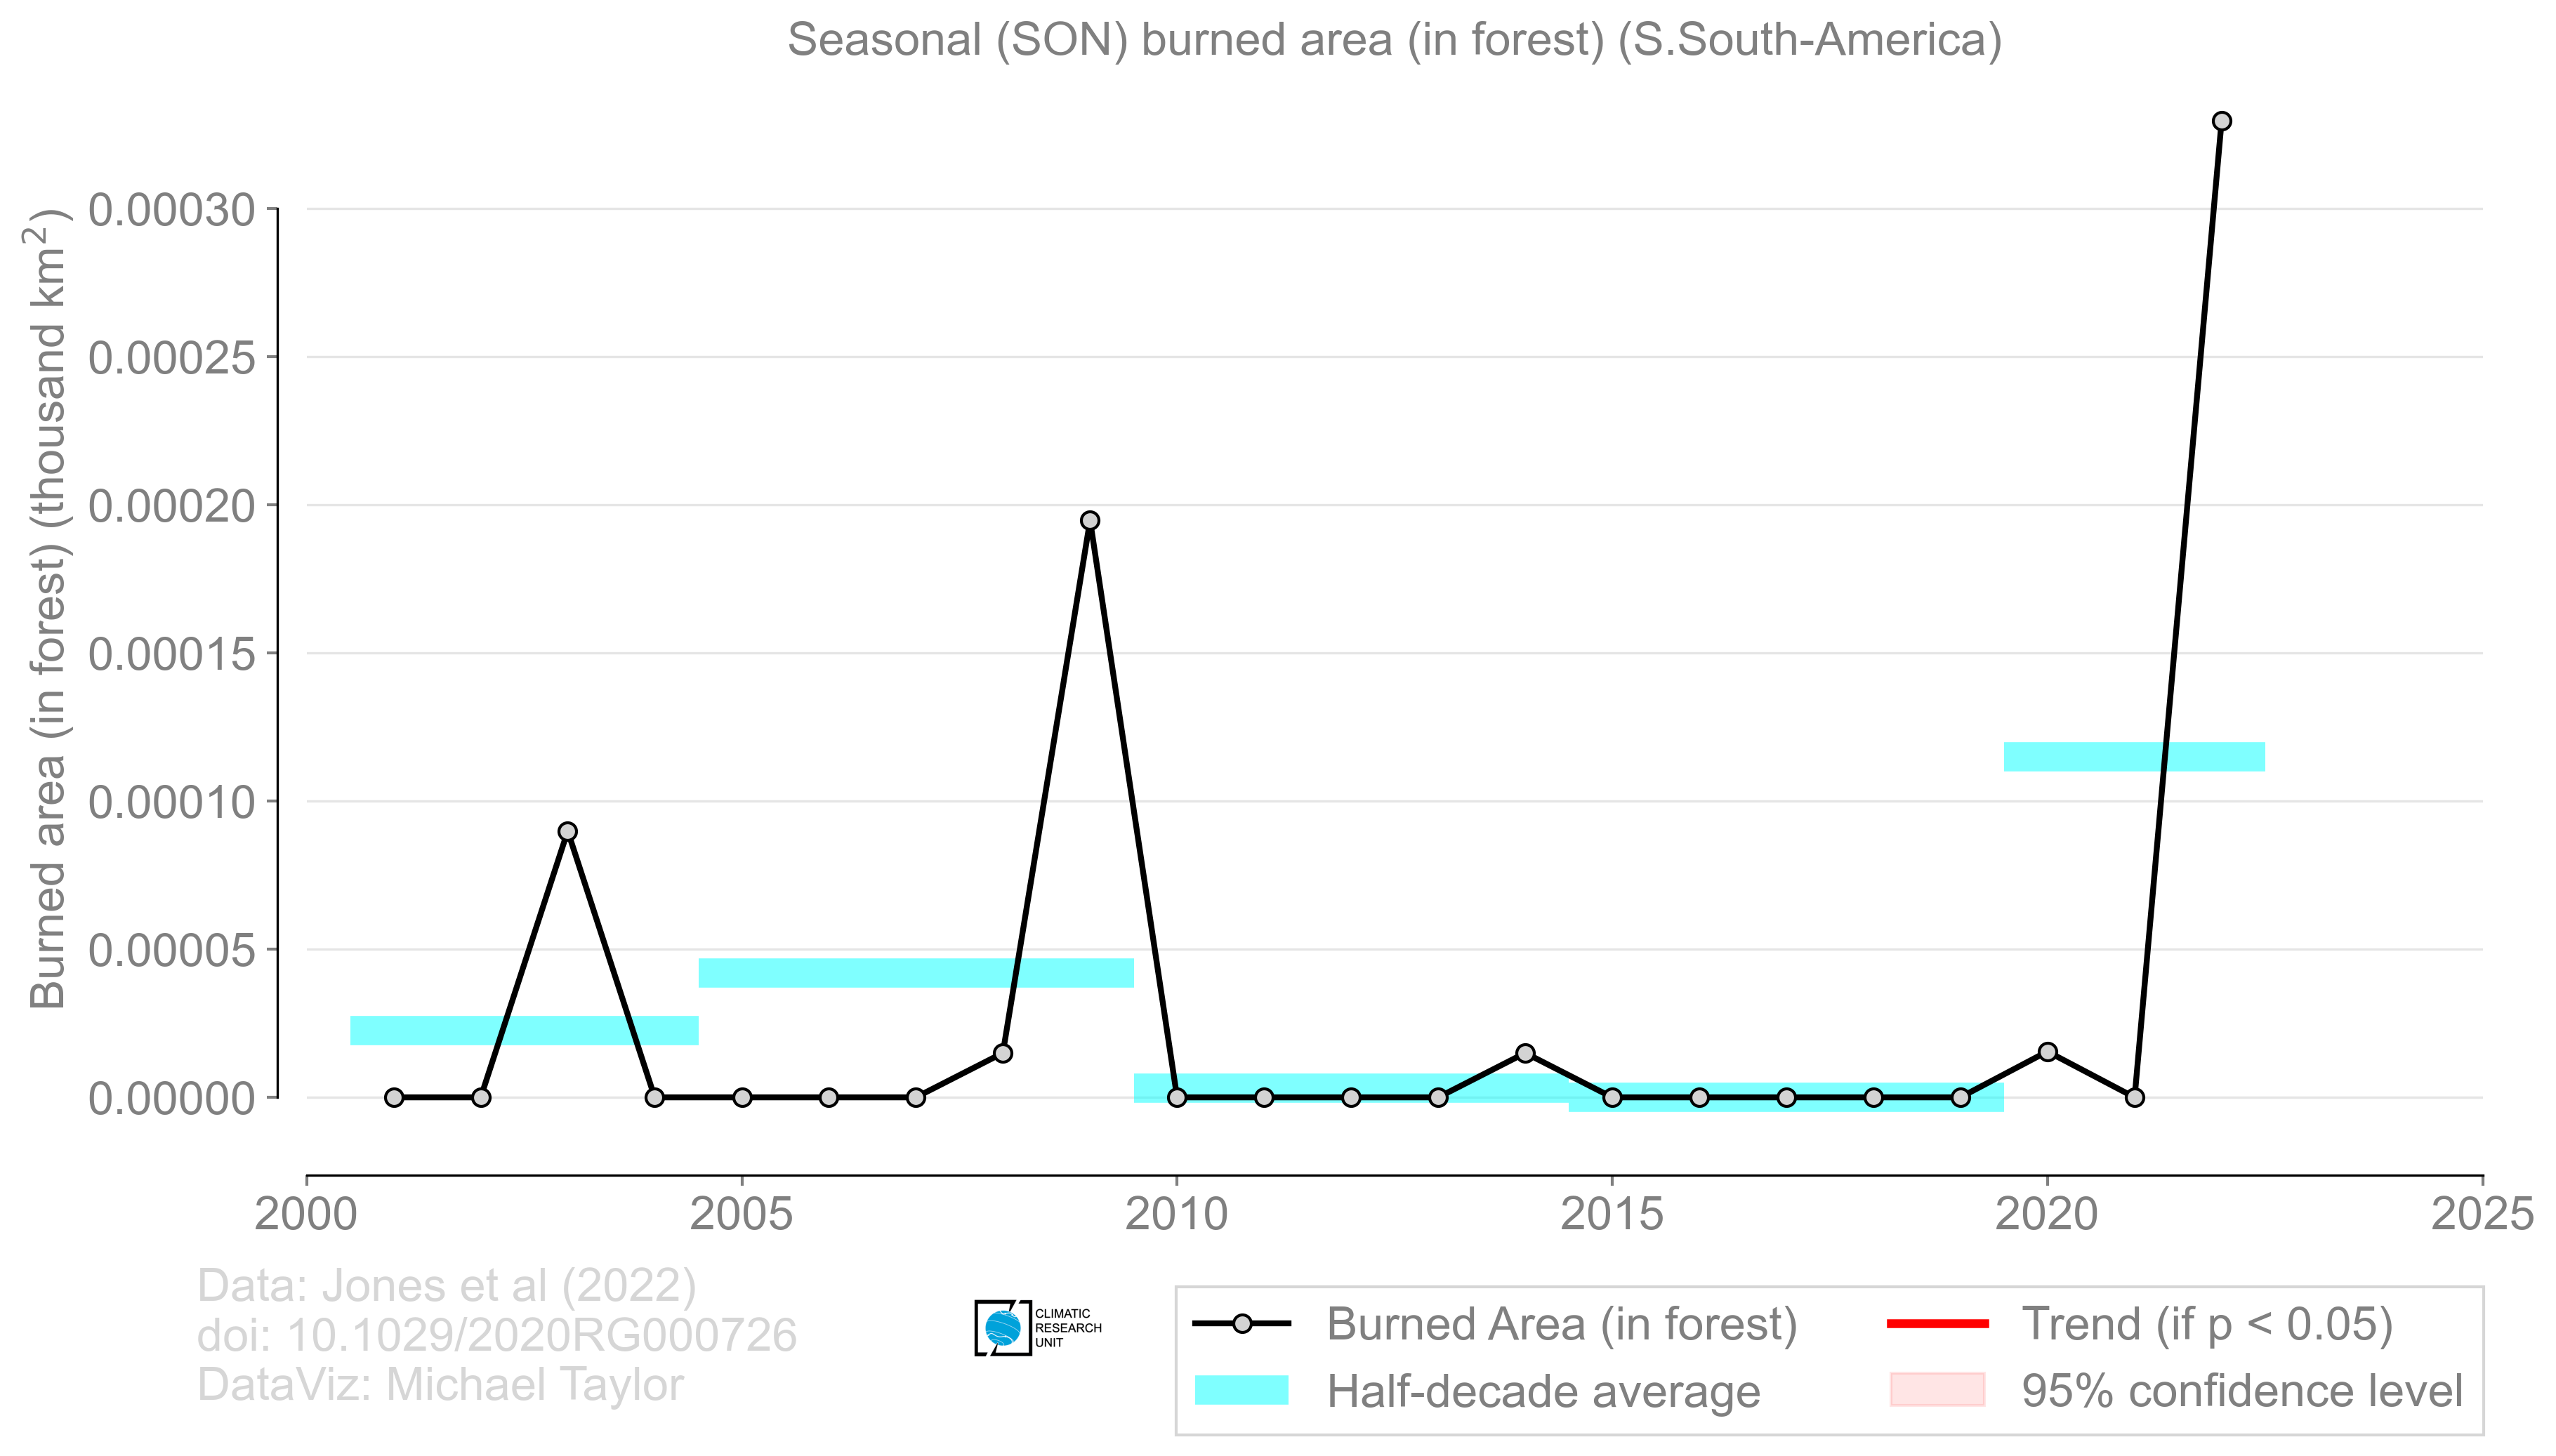 Seasonal (SON) burned area (in forest) (S.South-America)
Burned area (in forest) (thousand km²)
0.00030
0.00025
0.00020
0.00015
0.00010
0.00005
0.00000
2000 2005 2010 2015 2020 2025
Data: Jones et al (2022)
doi: 10.1029/2020RG000726
DataViz: Michael Taylor
CLIMATIC
RESEARCH
UNIT
Burned Area (in forest)
Half-decade average
Trend (if p < 0.05)
95% confidence level